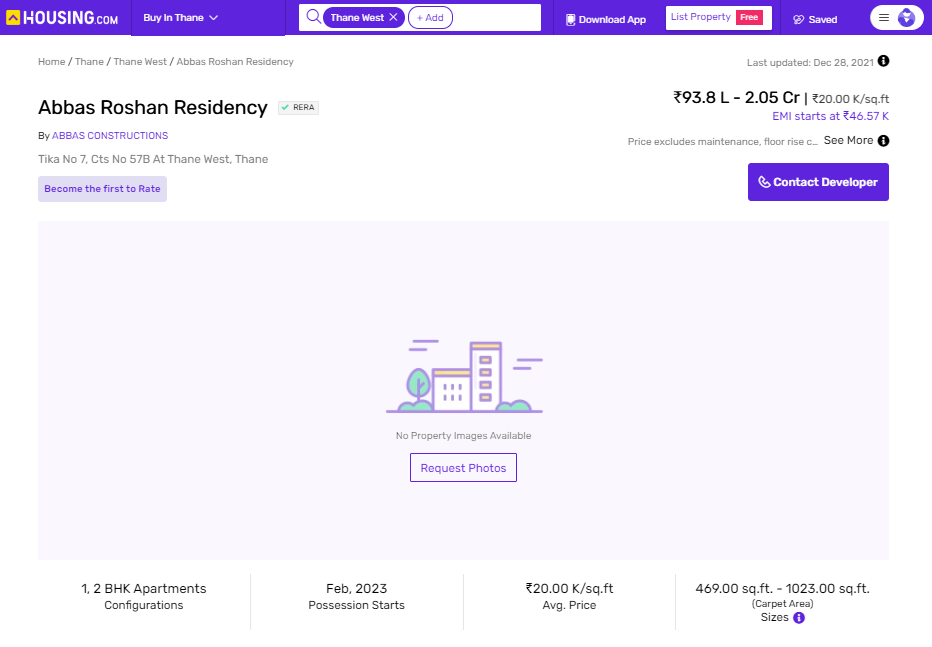 HOUSING.COM
Buy In Thane
Thane West
+ Add
Download App
List Property Free
Saved
Home / Thane / Thane West / Abbas Roshan Residency
Last updated: Dec 28, 2021
Abbas Roshan Residency
RERA
₹93.8 L - 2.05 Cr | ₹20.00 K/sq.ft
EMI starts at ₹46.57 K
By ABBAS CONSTRUCTIONS
Price excludes maintenance, floor rise c... See More
Tika No 7, Cts No 57B At Thane West, Thane
Become the first to Rate
Contact Developer
No Property Images Available
Request Photos
1, 2 BHK Apartments
Configurations
Feb, 2023
Possession Starts
₹20.00 K/sq.ft
Avg. Price
469.00 sq.ft. - 1023.00 sq.ft.
(Carpet Area)
Sizes